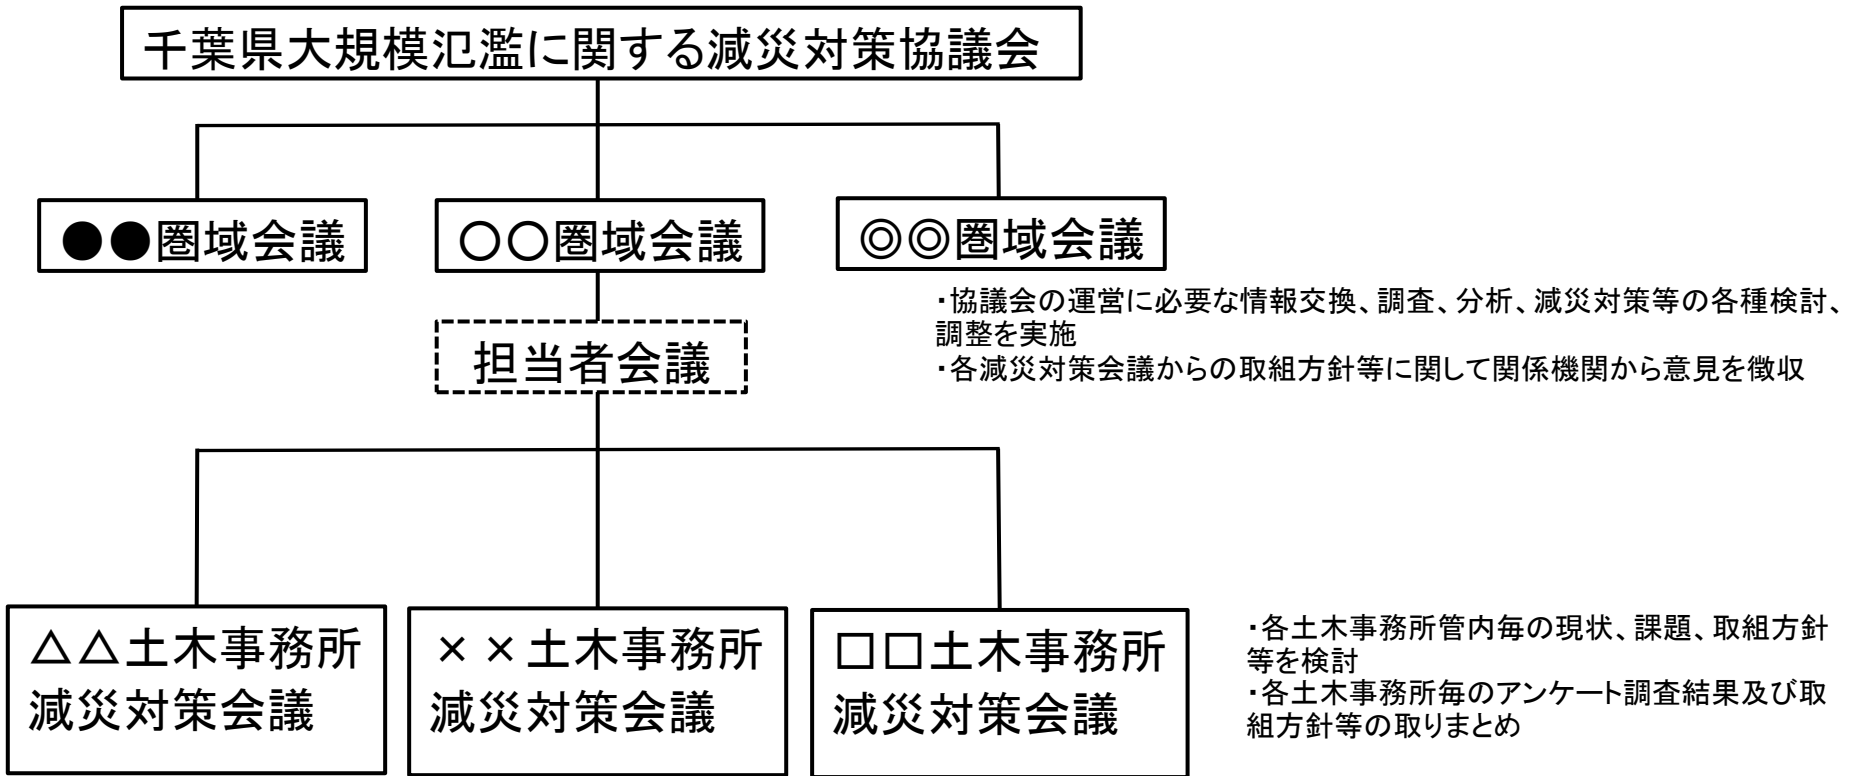 千葉県大規模氾濫に関する減災対策協議会
●●圏域会議
○○圏域会議
◎◎圏域会議
・協議会の運営に必要な情報交換、調査、分析、減災対策等の各種検討、
調整を実施
・各減災対策会議からの取組方針等に関して関係機関から意見を徴収
担当者会議
△△土木事務所
減災対策会議
××土木事務所
減災対策会議
□□土木事務所
減災対策会議
・各土木事務所管内毎の現状、課題、取組方針
等を検討
・各土木事務所毎のアンケート調査結果及び取
組方針等の取りまとめ